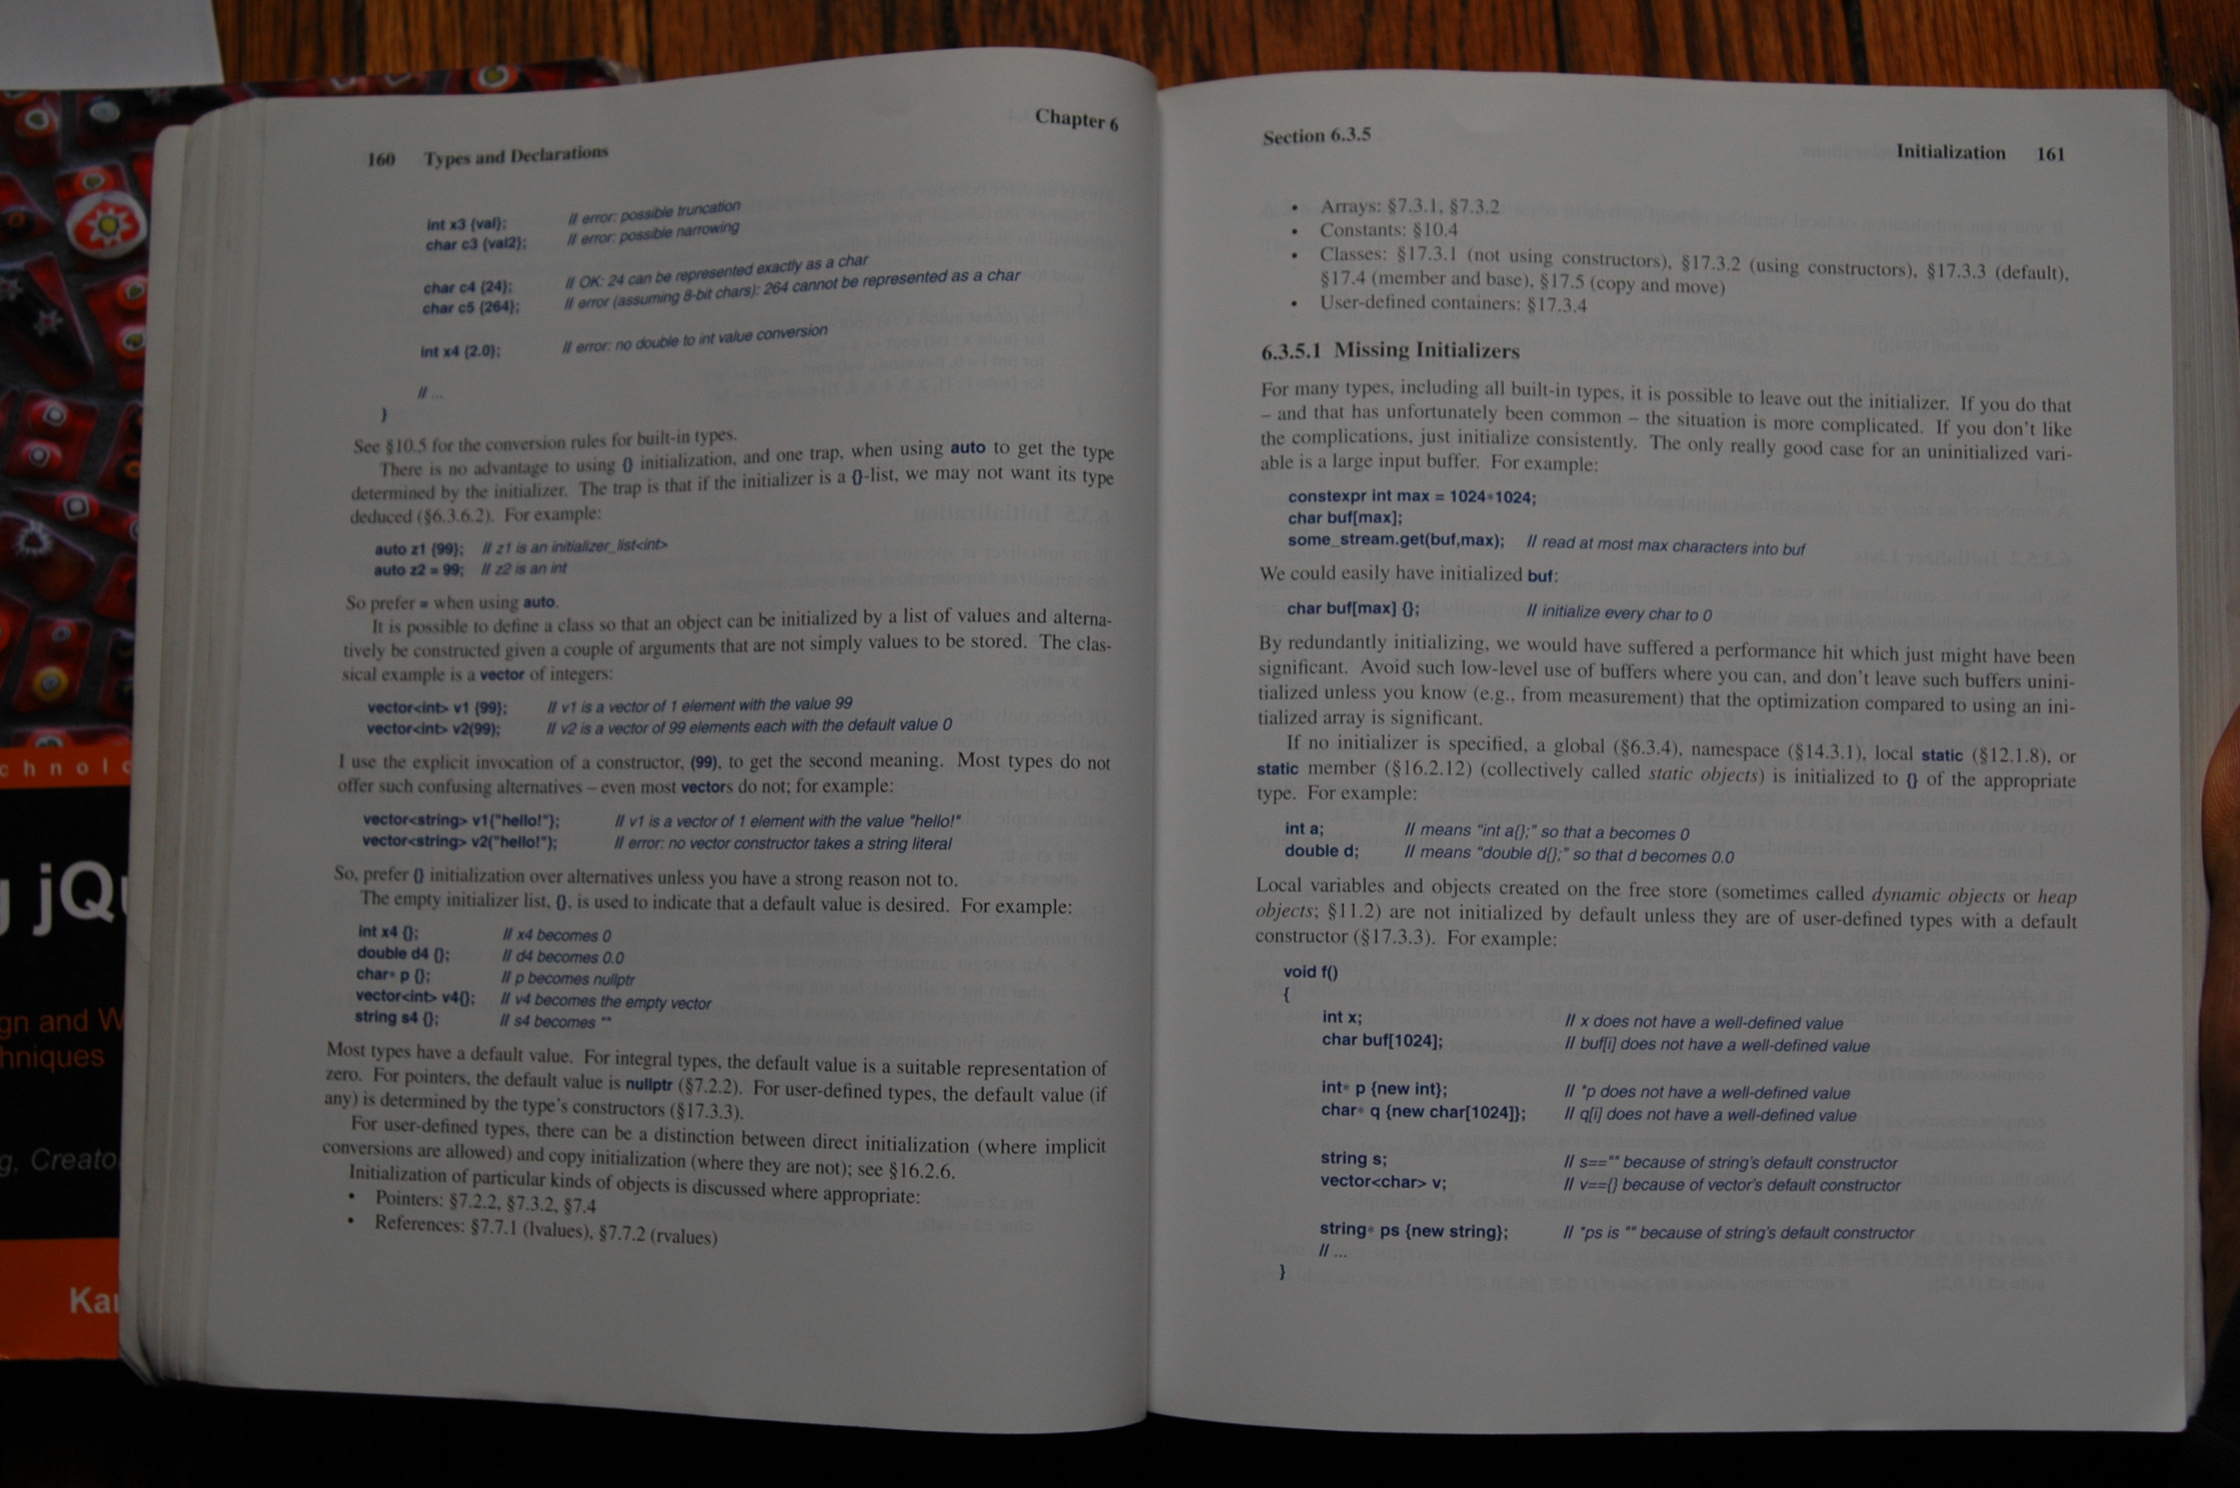 160 Types and Declarations Chapter 6
int x3 {val}; // error: possible truncation
char c3 {val2}; // error: possible narrowing
char c4 {24}; // OK: 24 can be represented exactly as a char
char c5 {264}; // error (assuming 8-bit chars): 264 cannot be represented as a char
int x4 {2.0}; // error: no double to int value conversion
// ...
}
See §10.5 for the conversion rules for built-in types.
There is no advantage to using {} initialization, and one trap, when using auto to get the type
determined by the initializer. The trap is that if the initializer is a {}-list, we may not want its type
deduced (§6.3.6.2). For example:
auto z1 {99}; // z1 is an initializer_list<int>
auto z2 = 99; // z2 is an int
So prefer = when using auto.
It is possible to define a class so that an object can be initialized by a list of values and alterna-
tively be constructed given a couple of arguments that are not simply values to be stored. The clas-
sical example is a vector of integers:
vector<int> v1 {99}; // v1 is a vector of 1 element with the value 99
vector<int> v2(99); // v2 is a vector of 99 elements each with the default value 0
I use the explicit invocation of a constructor, (99), to get the second meaning. Most types do not
offer such confusing alternatives – even most vectors do not; for example:
vector<string> v1{"hello!"}; // v1 is a vector of 1 element with the value "hello!"
vector<string> v2("hello!"); // error: no vector constructor takes a string literal
So, prefer {} initialization over alternatives unless you have a strong reason not to.
The empty initializer list, {}, is used to indicate that a default value is desired. For example:
int x4 {}; // x4 becomes 0
double d4 {}; // d4 becomes 0.0
char* p {}; // p becomes nullptr
vector<int> v4{}; // v4 becomes the empty vector
string s4 {}; // s4 becomes ""
Most types have a default value. For integral types, the default value is a suitable representation of
zero. For pointers, the default value is nullptr (§7.2.2). For user-defined types, the default value (if
any) is determined by the type's constructors (§17.3.3).
For user-defined types, there can be a distinction between direct initialization (where implicit
conversions are allowed) and copy initialization (where they are not); see §16.2.6.
Initialization of particular kinds of objects is discussed where appropriate:
• Pointers: §7.2.2, §7.3.2, §7.4
• References: §7.7.1 (lvalues), §7.7.2 (rvalues)
Section 6.3.5 Initialization 161
• Arrays: §7.3.1, §7.3.2
• Constants: §10.4
• Classes: §17.3.1 (not using constructors), §17.3.2 (using constructors), §17.3.3 (default),
§17.4 (member and base), §17.5 (copy and move)
• User-defined containers: §17.3.4
6.3.5.1 Missing Initializers
For many types, including all built-in types, it is possible to leave out the initializer. If you do that
– and that has unfortunately been common – the situation is more complicated. If you don't like
the complications, just initialize consistently. The only really good case for an uninitialized vari-
able is a large input buffer. For example:
constexpr int max = 1024*1024;
char buf[max];
some_stream.get(buf,max); // read at most max characters into buf
We could easily have initialized buf:
char buf[max] {}; // initialize every char to 0
By redundantly initializing, we would have suffered a performance hit which just might have been
significant. Avoid such low-level use of buffers where you can, and don't leave such buffers unini-
tialized unless you know (e.g., from measurement) that the optimization compared to using an ini-
tialized array is significant.
If no initializer is specified, a global (§6.3.4), namespace (§14.3.1), local static (§12.1.8), or
static member (§16.2.12) (collectively called static objects) is initialized to {} of the appropriate
type. For example:
int a; // means "int a{};" so that a becomes 0
double d; // means "double d{};" so that d becomes 0.0
Local variables and objects created on the free store (sometimes called dynamic objects or heap
objects; §11.2) are not initialized by default unless they are of user-defined types with a default
constructor (§17.3.3). For example:
void f()
{
int x; // x does not have a well-defined value
char buf[1024]; // buf[i] does not have a well-defined value
int* p {new int}; // *p does not have a well-defined value
char* q {new char[1024]}; // q[i] does not have a well-defined value
string s; // s=="" because of string's default constructor
vector<char> v; // v=={} because of vector's default constructor
string* ps {new string}; // *ps is "" because of string's default constructor
// ...
}
c h n o l o
g jQu
gn and W
hniques
g, Creato
Kar